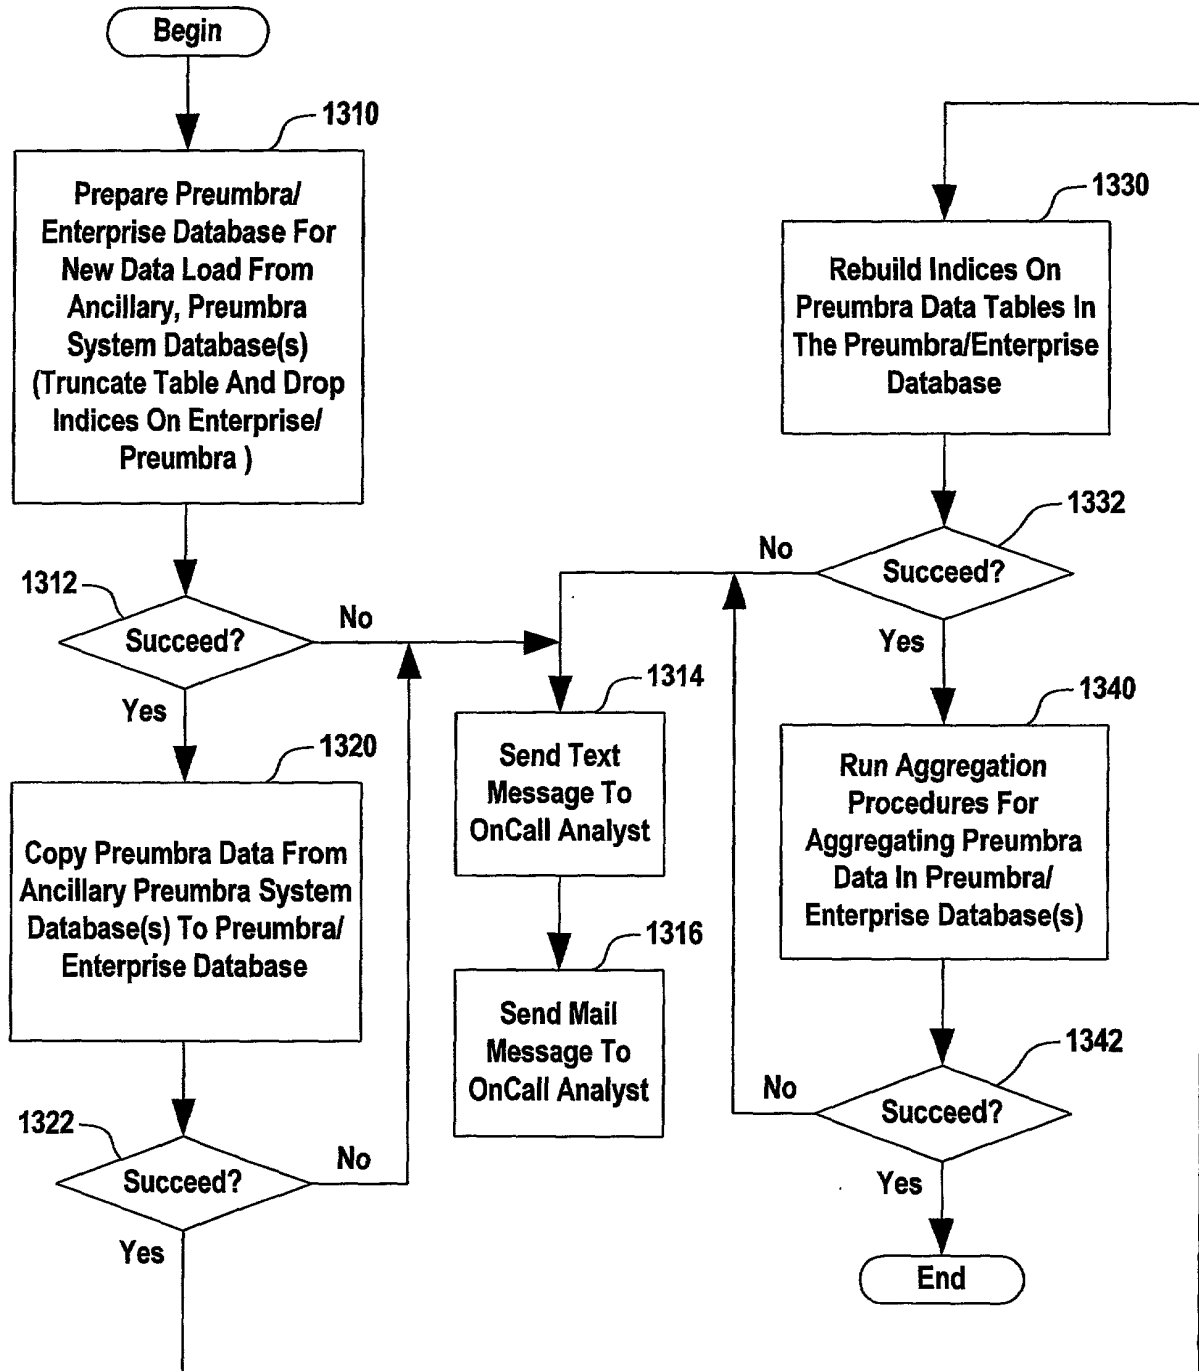 Begin
1310
Prepare Preumbra/
Enterprise Database For
New Data Load From
Ancillary, Preumbra
System Database(s)
(Truncate Table And Drop
Indices On Enterprise/
Preumbra )
1312
Succeed?
No
Yes
1320
Copy Preumbra Data From
Ancillary Preumbra System
Database(s) To Preumbra/
Enterprise Database
1322
Succeed?
No
Yes
1314
Send Text
Message To
OnCall Analyst
1316
Send Mail
Message To
OnCall Analyst
1330
Rebuild Indices On
Preumbra Data Tables In
The Preumbra/Enterprise
Database
1332
Succeed?
No
Yes
1340
Run Aggregation
Procedures For
Aggregating Preumbra
Data In Preumbra/
Enterprise Database(s)
1342
Succeed?
No
Yes
End